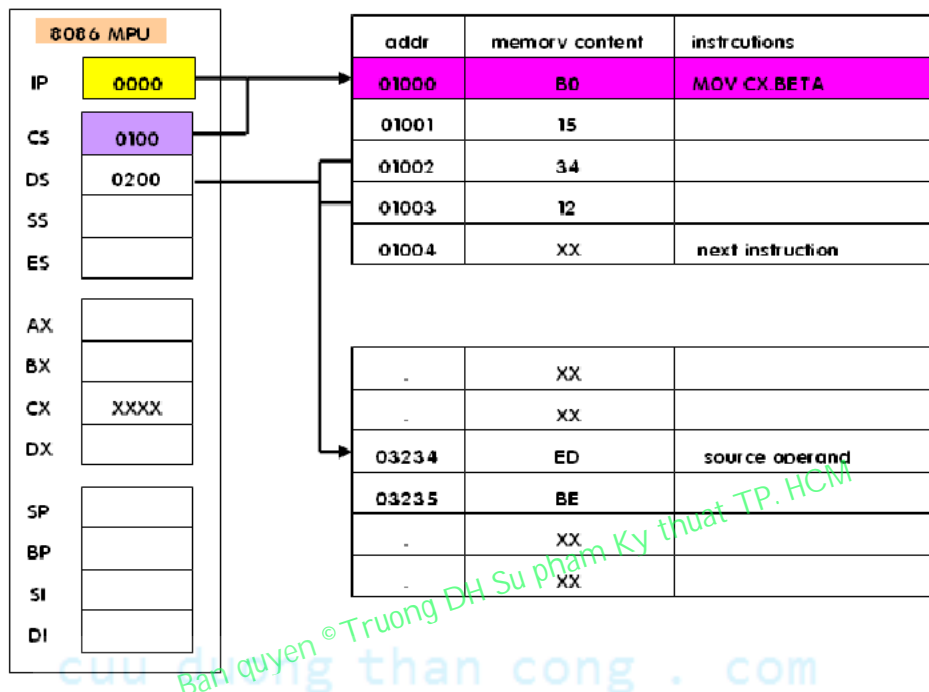 8086 MPU
IP 0000
CS 0100
DS 0200
SS
ES
AX
BX
CX XXXX
DX
SP
BP
SI
DI
addr memory content instrcutions
01000 B0 MOV CX.BETA
01001 15
01002 34
01003 12
01004 XX next instruction
. XX
. XX
03234 ED source operand
03235 BE
. XX
. XX
Ban quyen © Truong DH Su pham Ky thuat TP. HCM
cuu duong than cong . com